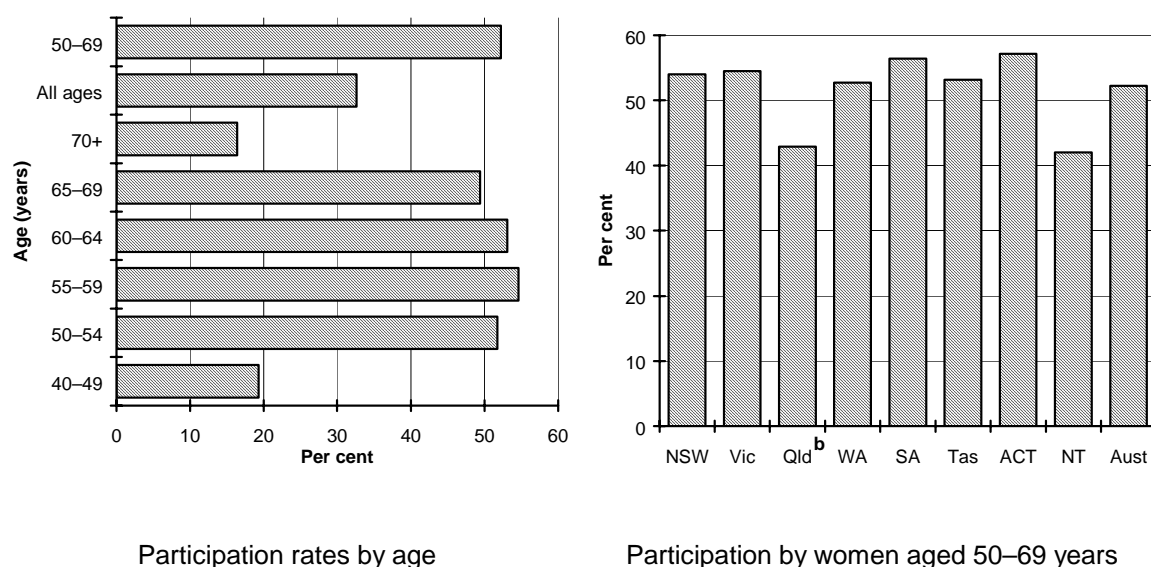 50–69
All ages
70+
65–69
60–64
55–59
50–54
40–49
Age (years)
0 10 20 30 40 50 60
Per cent
Participation rates by age
60
50
40
30
20
10
0
Per cent
NSW Vic Qld b WA SA Tas ACT NT Aust
Participation by women aged 50–69 years